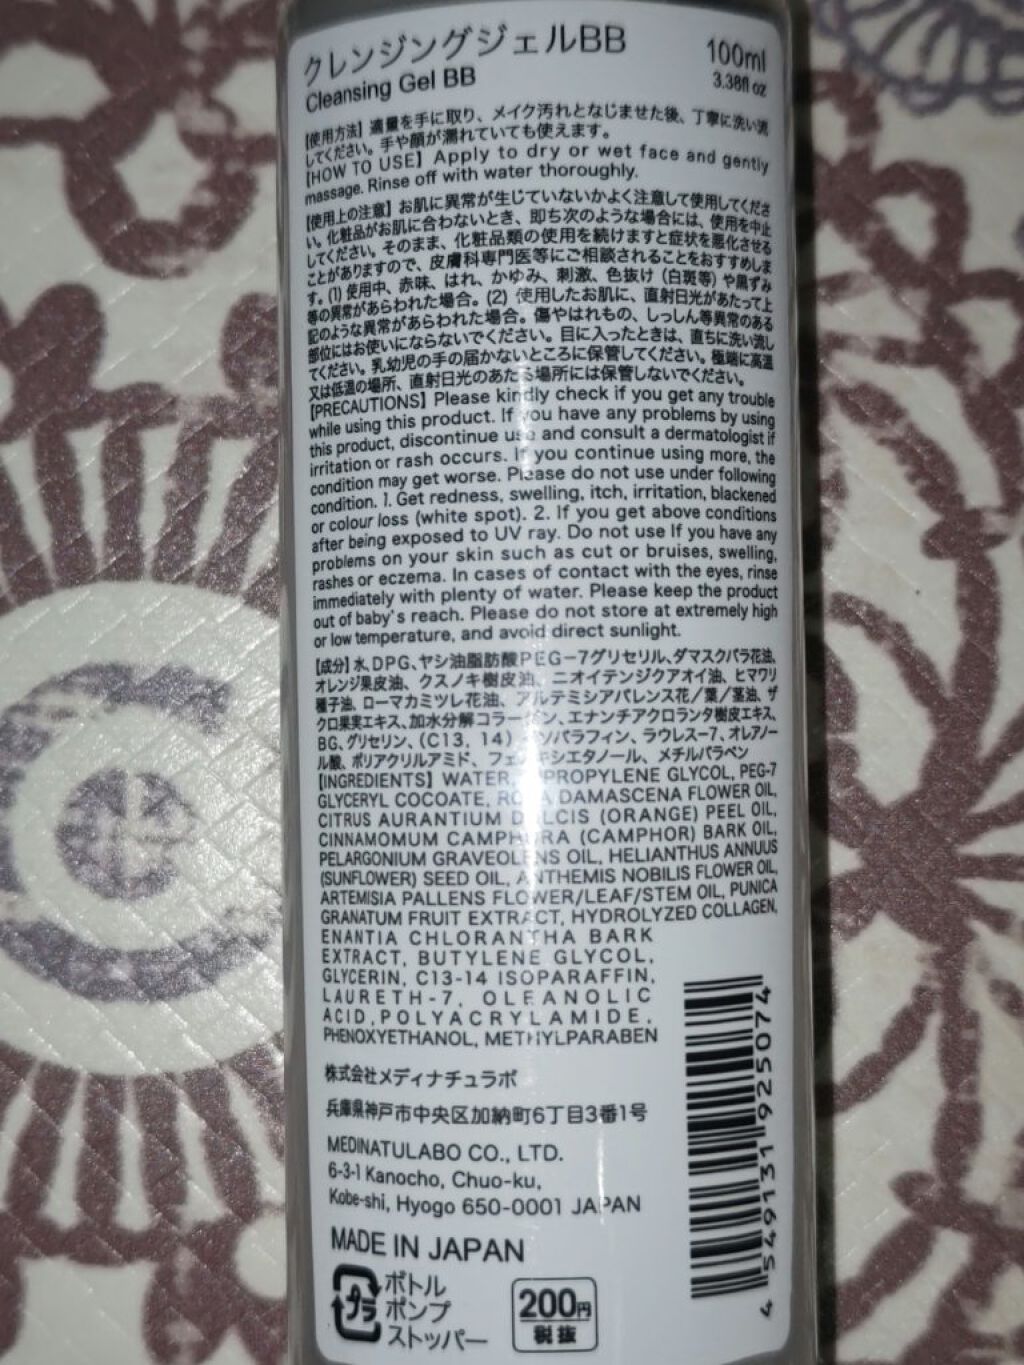 クレンジングジェルBB
100ml
Cleansing Gel BB
3.38fl oz
【使用方法】適量を手に取り、メイク汚れとなじませた後、丁寧に洗い流
してください。手や顔が濡れていても使えます。
【HOW TO USE】Apply to dry or wet face and gently
massage. Rinse off with water thoroughly.
【使用上の注意】お肌に異常が生じていないかよく注意して使用してくださ
い。化粧品がお肌に合わないとき、即ち次のような場合には、使用を中止
してください。そのまま、化粧品類の使用を続けますと症状を悪化させる
ことがありますので、皮膚科専門医等にご相談されることをおすすめしま
す。(1) 使用中、赤味、はれ、かゆみ、刺激、色抜け（白斑等）や黒ずみ
等の異常があらわれた場合。(2) 使用したお肌に、直射日光があたって上
記のような異常があらわれた場合。傷やはれもの、しっしん等異常のある
部位にはお使いにならないでください。目に入ったときは、直ちに洗い流し
てください。乳幼児の手の届かないところに保管してください。極端に高温
又は低温の場所、直射日光のあたる場所には保管しないでください。
【PRECAUTIONS】Please kindly check if you get any trouble
while using this product. If you have any problems by using
this product, discontinue use and consult a dermatologist if
irritation or rash occurs. If you continue using more, the
condition may get worse. Please do not use under following
condition. 1. Get redness, swelling, itch, irritation, blackened
or colour loss (white spot). 2. If you get above conditions
after being exposed to UV ray. Do not use If you have any
problems on your skin such as cut or bruises, swelling,
rashes or eczema. In cases of contact with the eyes, rinse
immediately with plenty of water. Please keep the product
out of baby's reach. Please do not store at extremely high
or low temperature, and avoid direct sunlight.
【成分】水、DPG、ヤシ油脂肪酸PEG-7グリセリル、ダマスクバラ花油、
オレンジ果皮油、クスノキ樹皮油、ニオイテンジクアオイ油、ヒマワリ
種子油、ローマカミツレ花油、アルテミシアパレンス花／葉／茎油、ザ
クロ果実エキス、加水分解コラーゲン、エナンチアクロランタ樹皮エキス、
BG、グリセリン、(C13, 14) イソパラフィン、ラウレス-7、オレアノー
ル酸、ポリアクリルアミド、フェノキシエタノール、メチルパラベン
【INGREDIENTS】WATER, PROPYLENE GLYCOL, PEG-7
GLYCERYL COCOATE, ROSA DAMASCENA FLOWER OIL,
CITRUS AURANTIUM DULCIS (ORANGE) PEEL OIL,
CINNAMOMUM CAMPHORA (CAMPHOR) BARK OIL,
PELARGONIUM GRAVEOLENS OIL, HELIANTHUS ANNUUS
(SUNFLOWER) SEED OIL, ANTHEMIS NOBILIS FLOWER OIL,
ARTEMISIA PALLENS FLOWER/LEAF/STEM OIL, PUNICA
GRANATUM FRUIT EXTRACT, HYDROLYZED COLLAGEN,
ENANTIA CHLORANTHA BARK
EXTRACT, BUTYLENE GLYCOL,
GLYCERIN, C13-14 ISOPARAFFIN,
LAURETH-7, OLEANOLIC
ACID,POLYACRYLAMIDE,
PHENOXYETHANOL, METHYLPARABEN
株式会社メディナチュラボ
兵庫県神戸市中央区加納町6丁目3番1号
MEDINATULABO CO., LTD.
6-3-1 Kanocho, Chuo-ku,
Kobe-shi, Hyogo 650-0001 JAPAN
MADE IN JAPAN
プラ
ボトル
ポンプ
ストッパー
200円
税抜
4 549131 925074